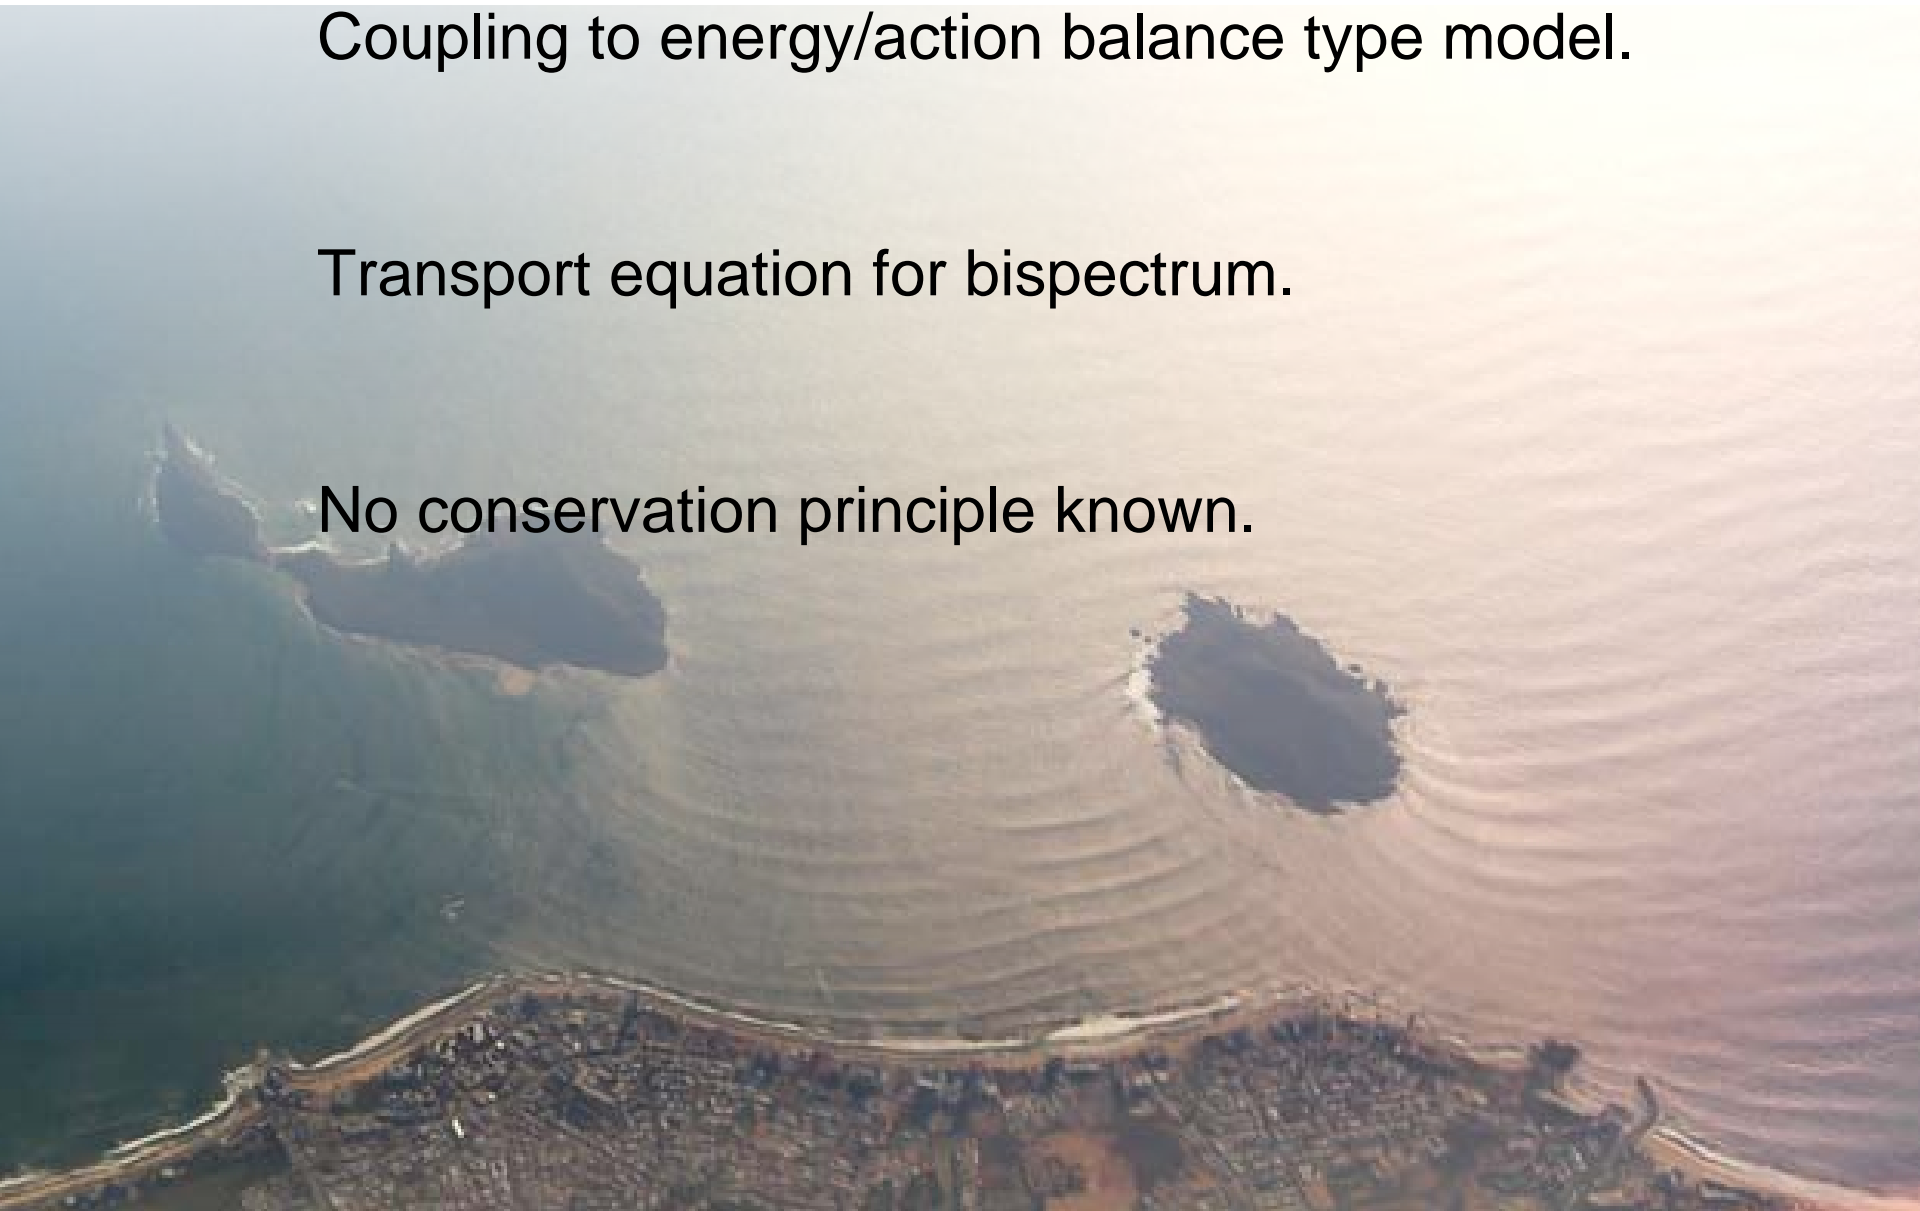 Coupling to energy/action balance type model.
Transport equation for bispectrum.
No conservation principle known.